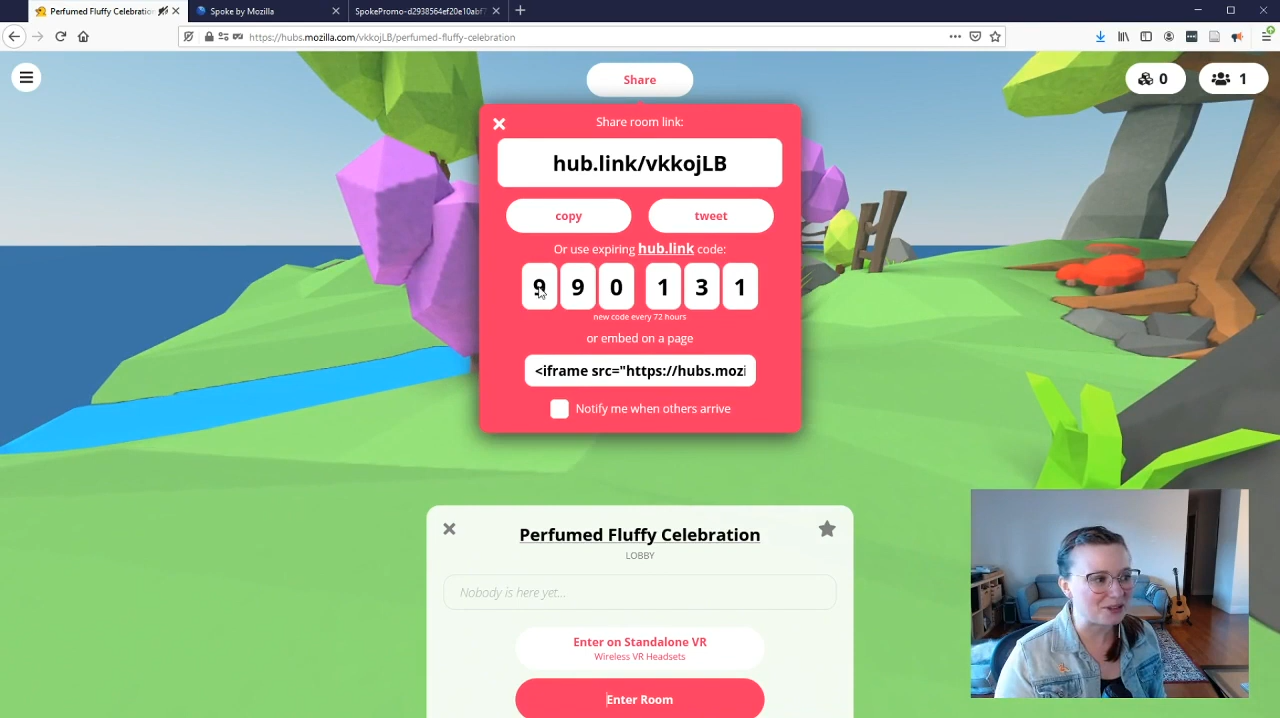 Perfumed Fluffy Celebration
Spoke by Mozilla
SpokePromo-d2938564ef20e10abf7
https://hubs.mozilla.com/vkkojLB/perfumed-fluffy-celebration
Share
0
1
Share room link:
hub.link/vkkojLB
copy
tweet
Or use expiring hub.link code:
9 9 0 1 3 1
new code every 72 hours
or embed on a page
<iframe src="https://hubs.mozi
Notify me when others arrive
Perfumed Fluffy Celebration
LOBBY
Nobody is here yet...
Enter on Standalone VR
Wireless VR Headsets
Enter Room